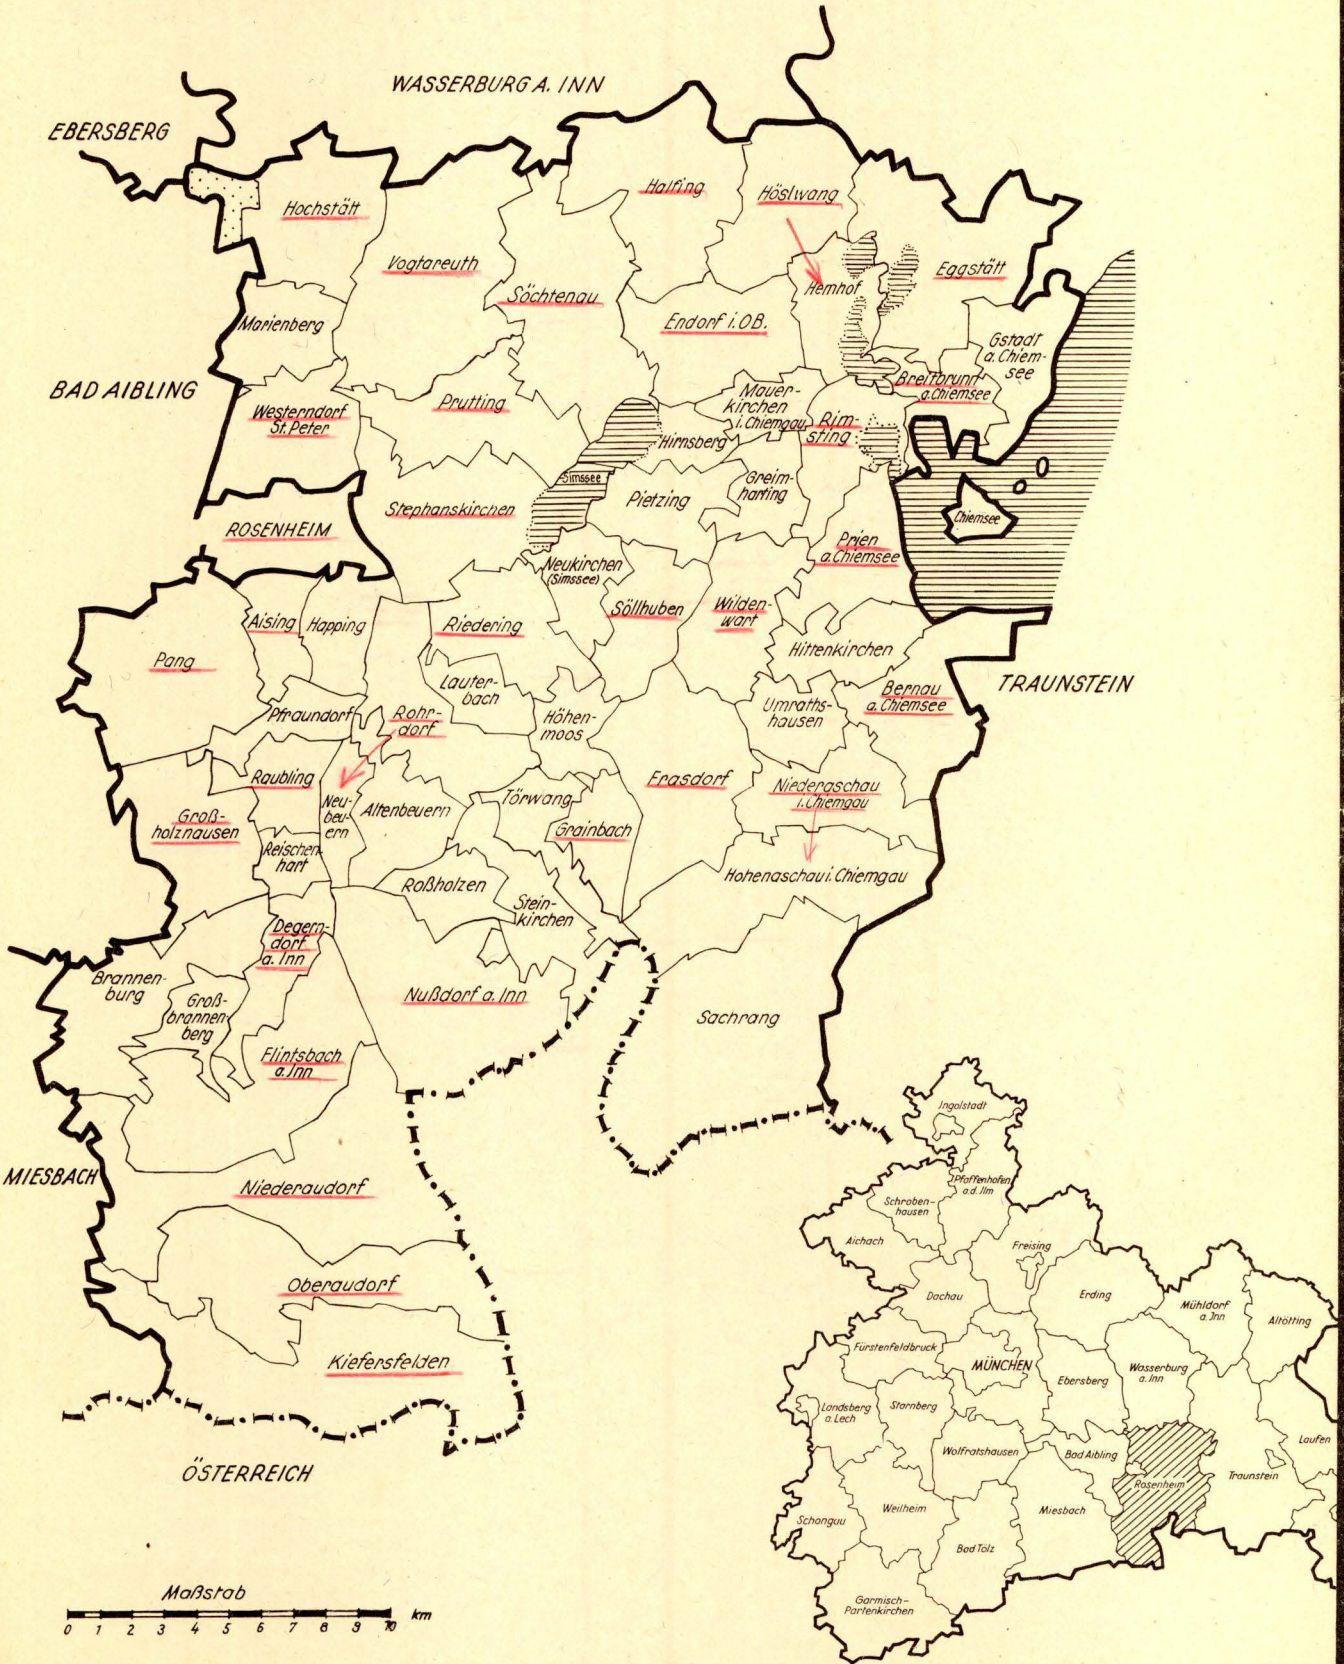 WASSERBURG A. INN
EBERSBERG
Halfing
Höslwang
Hochstätt
Vogtareuth
Söchtenau
Eggstätt
Hemhof
Marienberg
Endorf i.OB.
Gstadt
a. Chiem-
see
BAD AIBLING
Westerndorf
St. Peter
Prutting
Mauer-
kirchen
i. Chiemgau
Breitbrunn
a. Chiemsee
Hirnsberg
Rim-
sting
Simssee
Pietzing
Greim-
harting
Stephanskirchen
ROSENHEIM
Chiemsee
Prien
a. Chiemsee
Neukirchen
(Simssee)
Aising
Happing
Riedering
Söllhuben
Wilden-
wart
Hittenkirchen
Pang
Lauter-
bach
Bernau
a. Chiemsee
TRAUNSTEIN
Pfraundorf
Rohr-
dorf
Höhen-
moos
Umraths-
hausen
Raubling
Neu-
beu-
ern
Altenbeuern
Törwang
Frasdorf
Niederaschau
i. Chiemgau
Groß-
holzhausen
Reischen-
hart
Grainbach
Roßholzen
Stein-
kirchen
Hohenaschau i. Chiemgau
Degern-
dorf
a. Inn
Brannen-
burg
Groß-
brannen-
berg
Nußdorf a. Inn
Sachrang
Flintsbach
a. Inn
MIESBACH
Niederaudorf
Oberaudorf
Kiefersfelden
ÖSTERREICH
Maßstab
km
0 1 2 3 4 5 6 7 8 9 10
Ingolstadt
Pfaffenhofen
a.d. Ilm
Schroben-
hausen
Aichach
Freising
Dachau
Erding
Mühldorf
a. Inn
Altötting
Fürstenfeldbruck
MÜNCHEN
Ebersberg
Wasserburg
a. Inn
Landsberg
a. Lech
Starnberg
Wolfratshausen
Bad Aibling
Rosenheim
Traunstein
Laufen
Schongau
Weilheim
Miesbach
Bad Tölz
Garmisch-
Partenkirchen